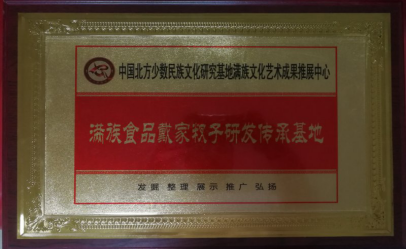 中国北方少数民族文化研究基地满族文化艺术成果推展中心
满族食品戴家秧子研发传承基地
发掘 整理 展示 推广 弘扬